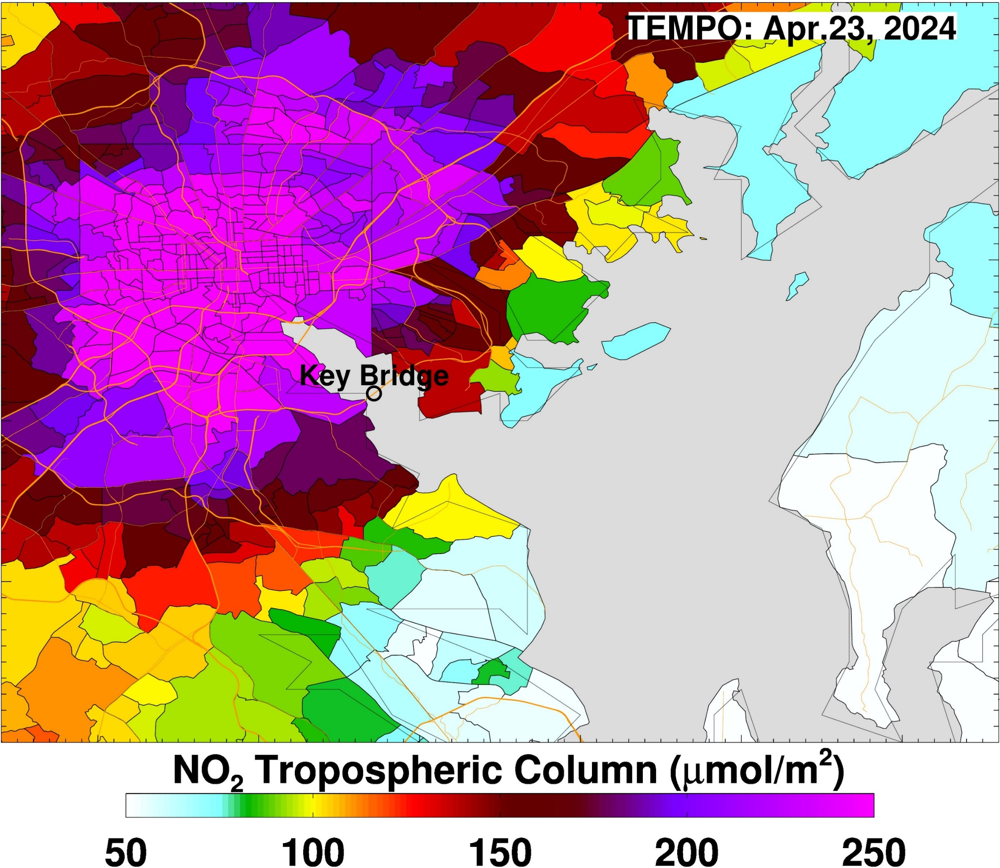 TEMPO: Apr.23, 2024
Key Bridge
NO₂ Tropospheric Column (μmol/m²)
50 100 150 200 250